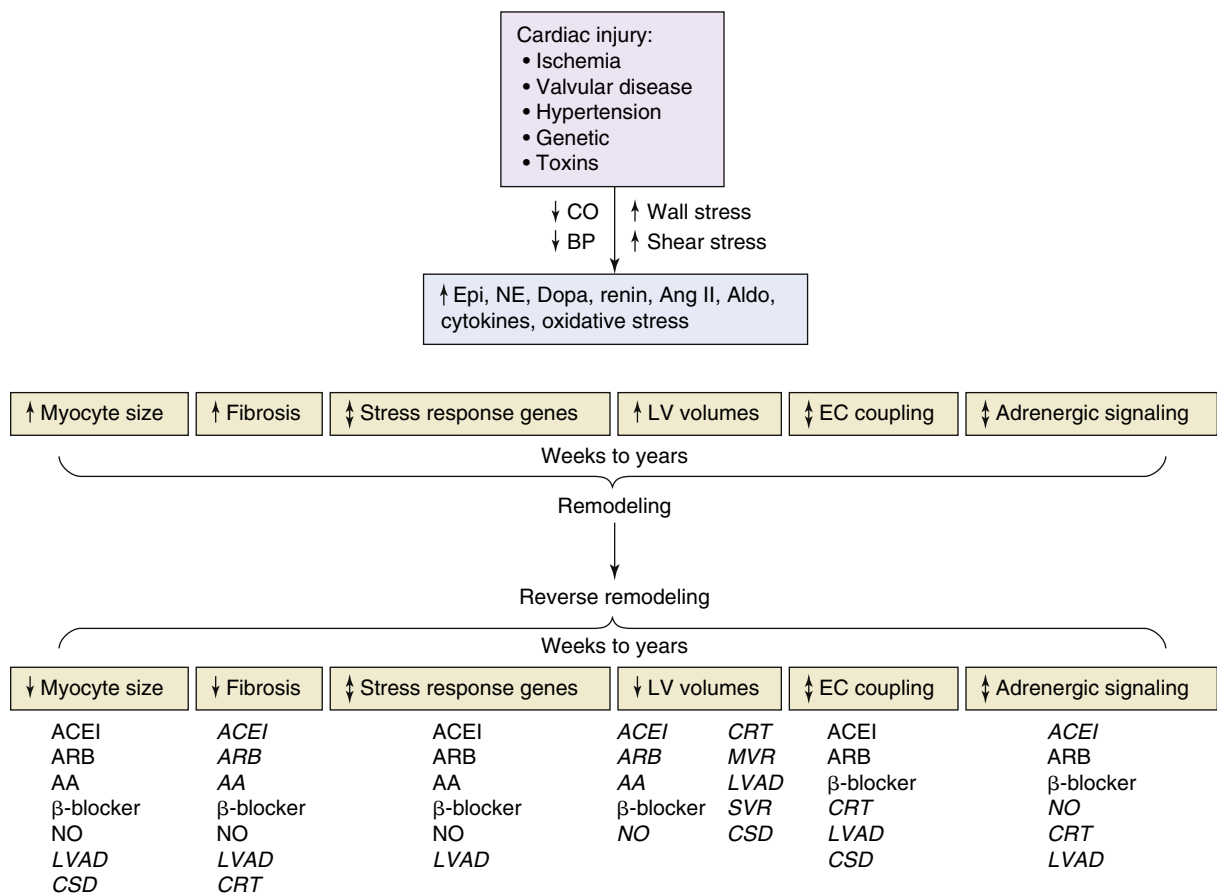 Cardiac injury:
• Ischemia
• Valvular disease
• Hypertension
• Genetic
• Toxins
↓ CO ↑ Wall stress
↓ BP ↑ Shear stress
↑ Epi, NE, Dopa, renin, Ang II, Aldo,
cytokines, oxidative stress
↑ Myocyte size ↑ Fibrosis ↕ Stress response genes ↑ LV volumes ↕ EC coupling ↕ Adrenergic signaling
Weeks to years
Remodeling
Reverse remodeling
Weeks to years
↓ Myocyte size ↓ Fibrosis ↕ Stress response genes ↓ LV volumes ↕ EC coupling ↕ Adrenergic signaling
ACEI ACEI ACEI ACEI CRT ACEI ACEI
ARB ARB ARB ARB MVR ARB ARB
AA AA AA AA LVAD β-blocker β-blocker
β-blocker β-blocker β-blocker β-blocker SVR CRT NO
NO NO NO NO CSD LVAD CRT
LVAD LVAD LVAD CSD LVAD
CSD CRT